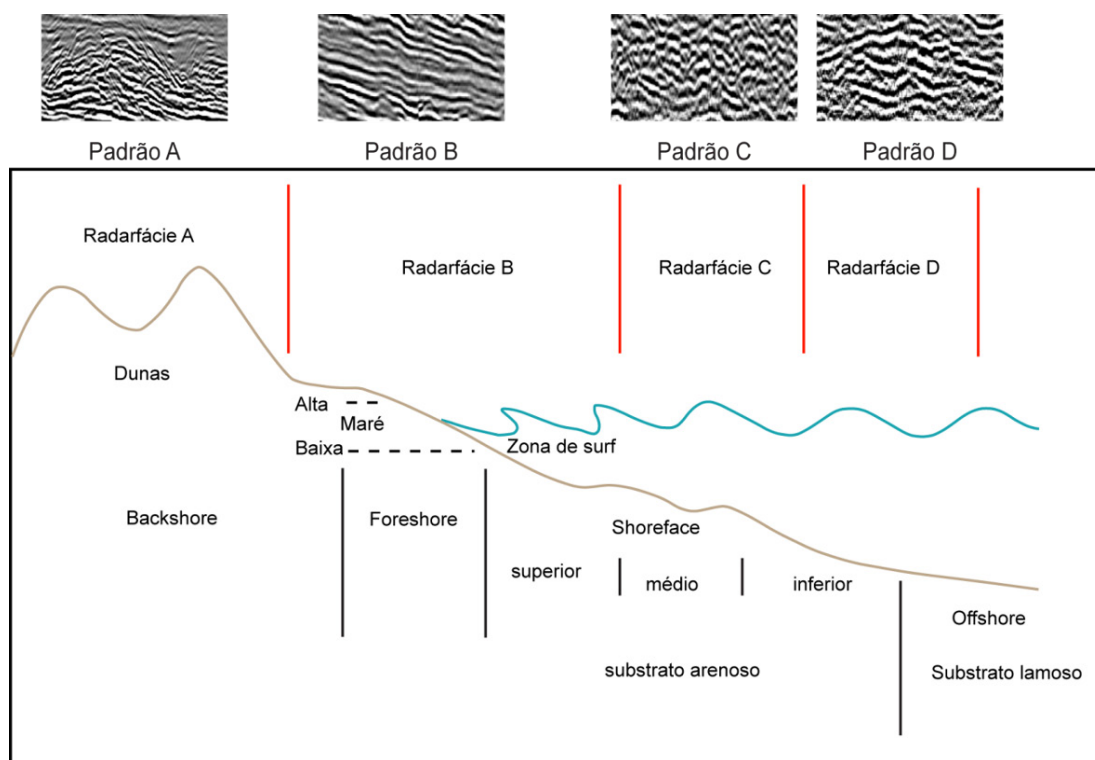 Padrão A
Padrão B
Padrão C
Padrão D
Radarfácie A
Radarfácie B
Radarfácie C
Radarfácie D
Dunas
Alta
Maré
Baixa
Zona de surf
Backshore
Foreshore
Shoreface
superior
médio
inferior
Offshore
substrato arenoso
Substrato lamoso